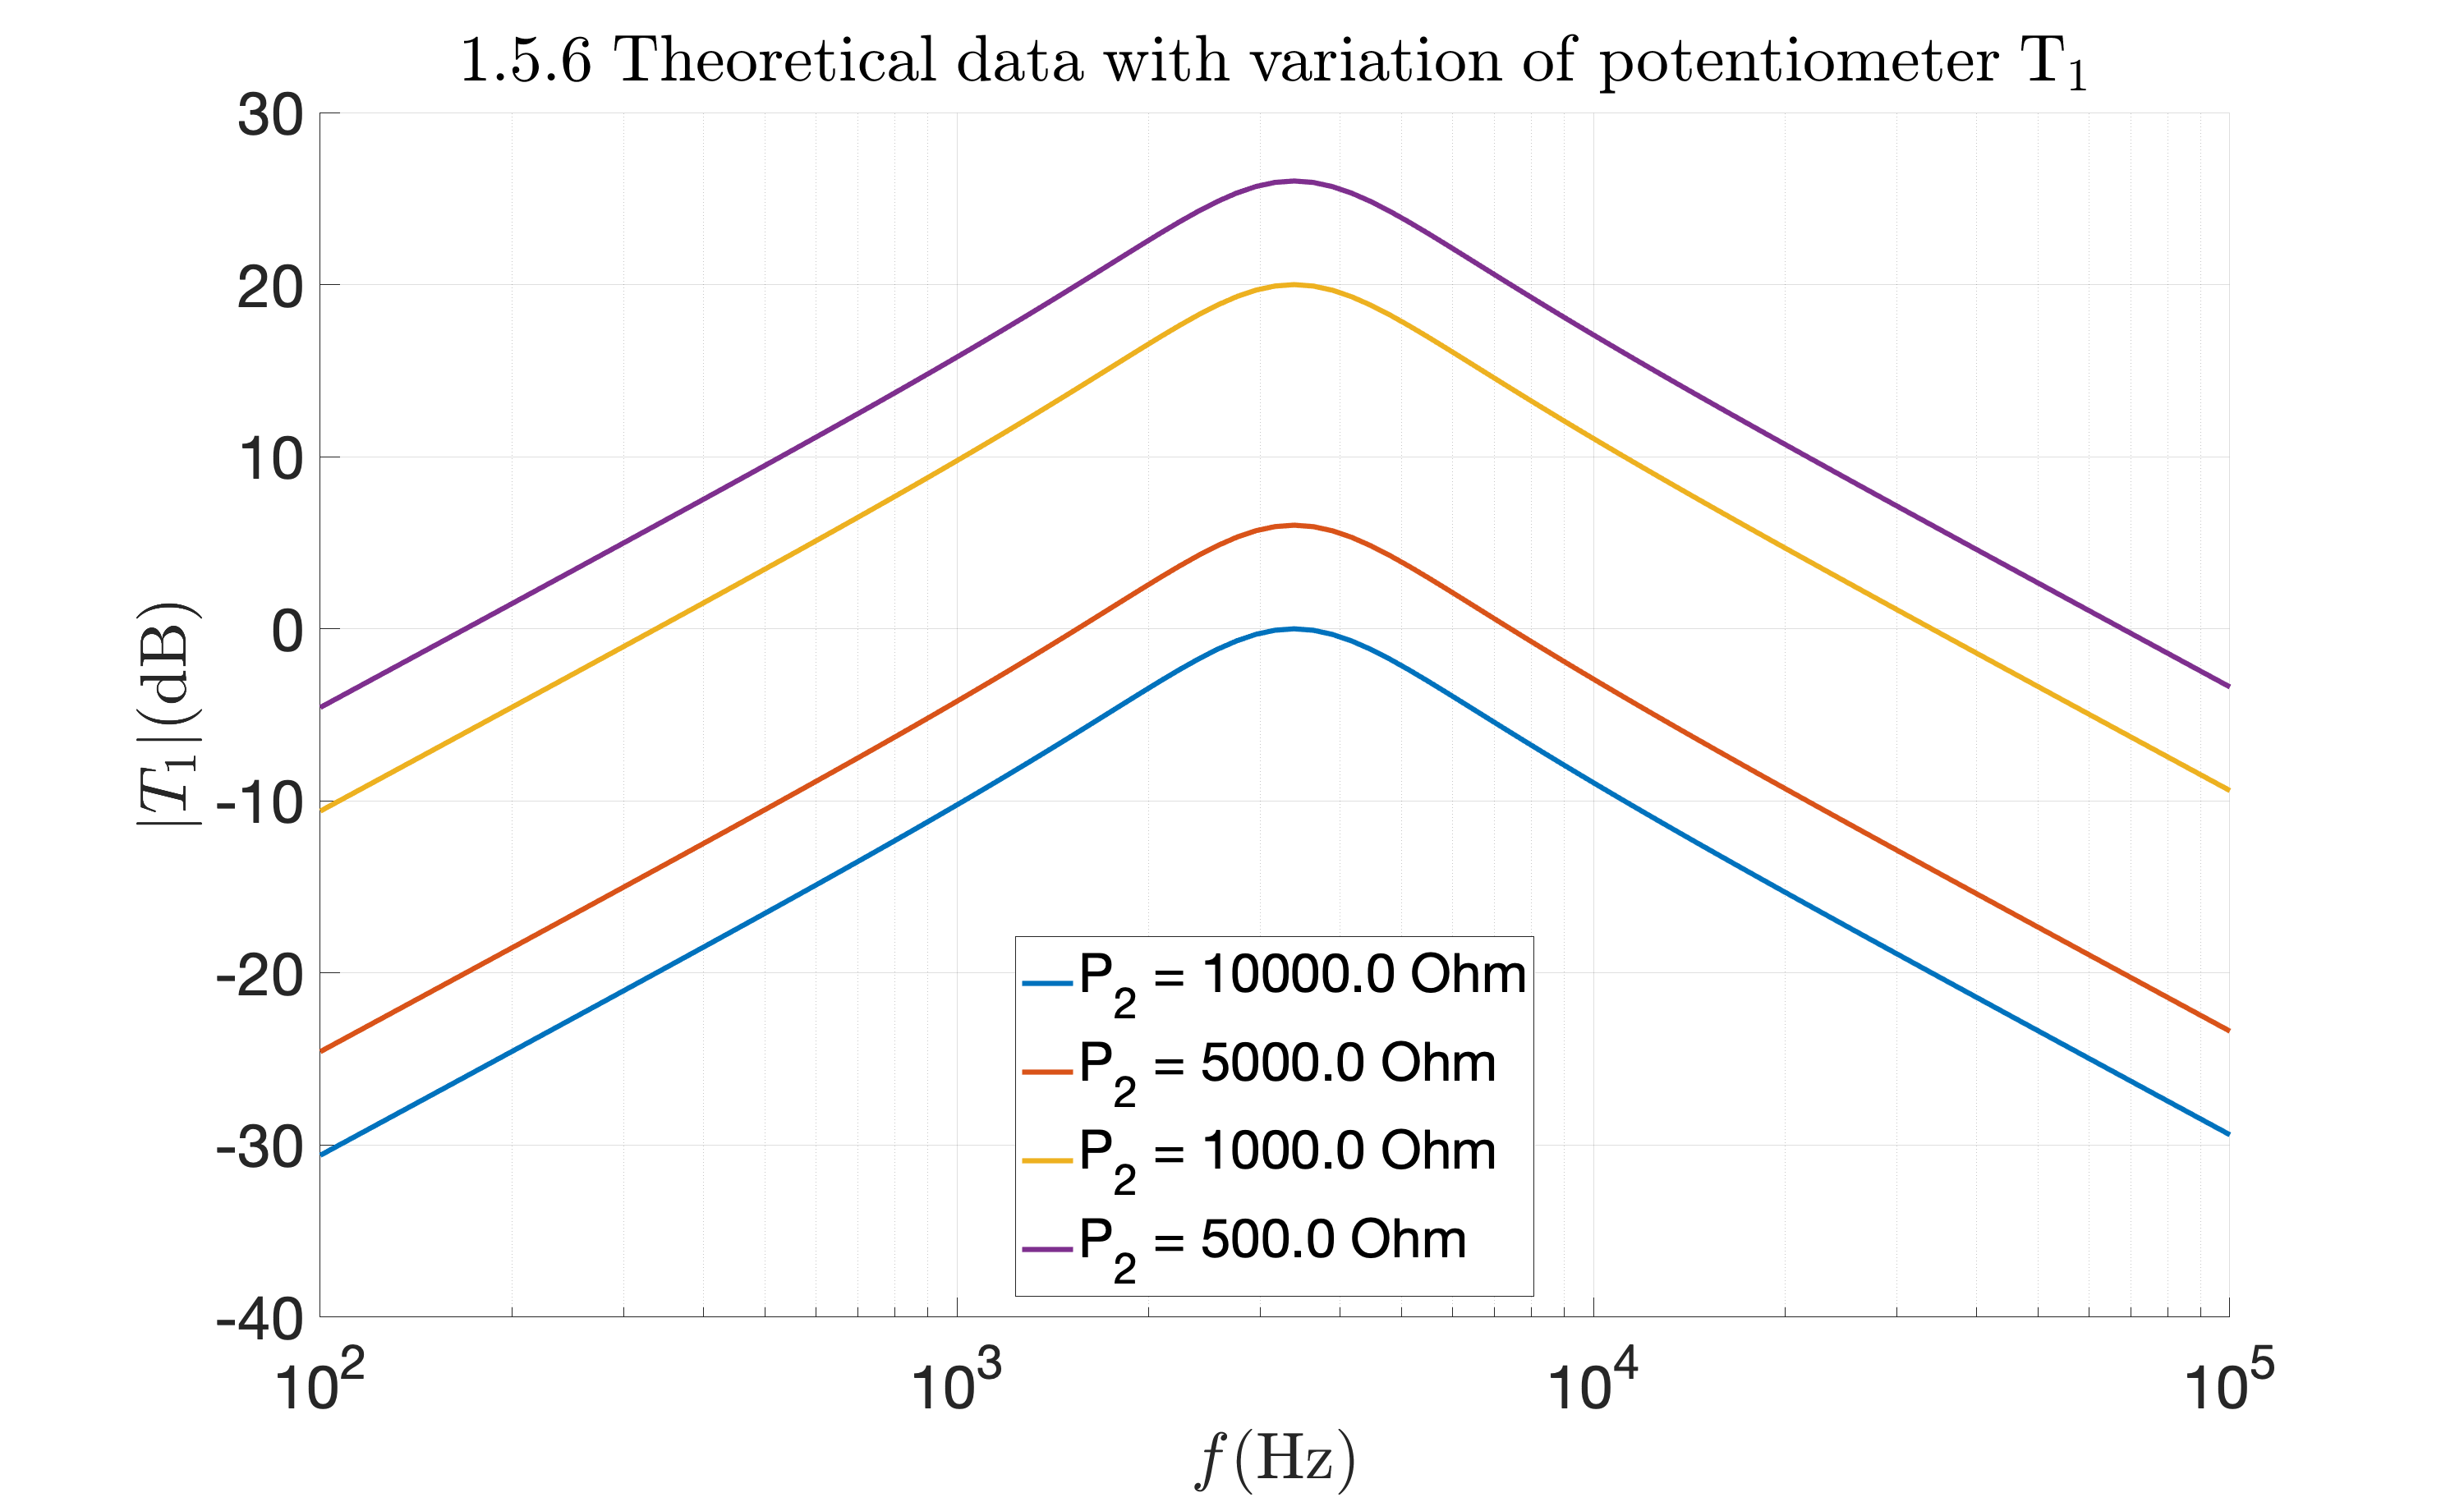 1.5.6 Theoretical data with variation of potentiometer T₁
|T₁|(dB)
30
20
10
0
-10
-20
-30
-40
P₂ = 10000.0 Ohm
P₂ = 5000.0 Ohm
P₂ = 1000.0 Ohm
P₂ = 500.0 Ohm
10² 10³ 10⁴ 10⁵
f(Hz)